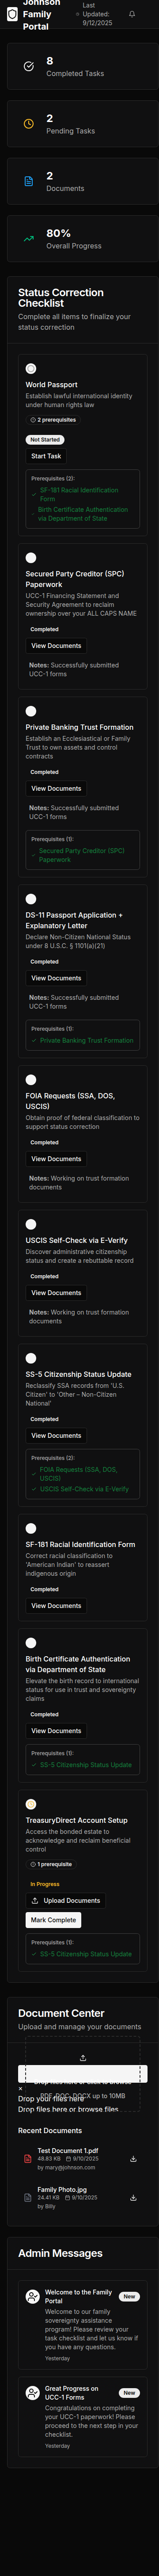 Johnson
Family
Portal
Last
Updated:
9/12/2025
8
Completed Tasks
2
Pending Tasks
2
Documents
80%
Overall Progress
Status Correction
Checklist
Complete all items to finalize your
status correction
World Passport
Establish lawful international identity
under human rights law
2 prerequisites
Not Started
Start Task
Prerequisites (2):
SF-181 Racial Identification
Form
Birth Certificate Authentication
via Department of State
Secured Party Creditor (SPC)
Paperwork
UCC-1 Financing Statement and
Security Agreement to reclaim
ownership over your ALL CAPS NAME
Completed
View Documents
Notes: Successfully submitted
UCC-1 forms
Private Banking Trust Formation
Establish an Ecclesiastical or Family
Trust to own assets and control
contracts
Completed
View Documents
Notes: Successfully submitted
UCC-1 forms
Prerequisites (1):
Secured Party Creditor (SPC)
Paperwork
DS-11 Passport Application +
Explanatory Letter
Declare Non-Citizen National Status
under 8 U.S.C. § 1101(a)(21)
Completed
View Documents
Notes: Successfully submitted
UCC-1 forms
Prerequisites (1):
Private Banking Trust Formation
FOIA Requests (SSA, DOS,
USCIS)
Obtain proof of federal classification to
support status correction
Completed
View Documents
Notes: Working on trust formation
documents
USCIS Self-Check via E-Verify
Discover administrative citizenship
status and create a rebuttable record
Completed
View Documents
Notes: Working on trust formation
documents
SS-5 Citizenship Status Update
Reclassify SSA records from 'U.S.
Citizen' to 'Other – Non-Citizen
National'
Completed
View Documents
Prerequisites (2):
FOIA Requests (SSA, DOS,
USCIS)
USCIS Self-Check via E-Verify
SF-181 Racial Identification Form
Correct racial classification to
'American Indian' to reassert
indigenous origin
Completed
View Documents
Birth Certificate Authentication
via Department of State
Elevate the birth record to international
status for use in trust and sovereignty
claims
Completed
View Documents
Prerequisites (1):
SS-5 Citizenship Status Update
TreasuryDirect Account Setup
Access the bonded estate to
acknowledge and reclaim beneficial
control
1 prerequisite
In Progress
Upload Documents
Mark Complete
Prerequisites (1):
SS-5 Citizenship Status Update
Document Center
Upload and manage your documents
Drop your files here
PDF, DOC, DOCX up to 10MB
Drop files here or browse files
Recent Documents
Test Document 1.pdf
48.83 KB 9/10/2025
by mary@johnson.com
Family Photo.jpg
24.41 KB 9/10/2025
by Billy
Admin Messages
Welcome to the Family
Portal
New
Welcome to our family
sovereignty assistance
program! Please review your
task checklist and let us know if
you have any questions.
Yesterday
Great Progress on
UCC-1 Forms
New
Congratulations on completing
your UCC-1 paperwork! Please
proceed to the next step in your
checklist.
Yesterday